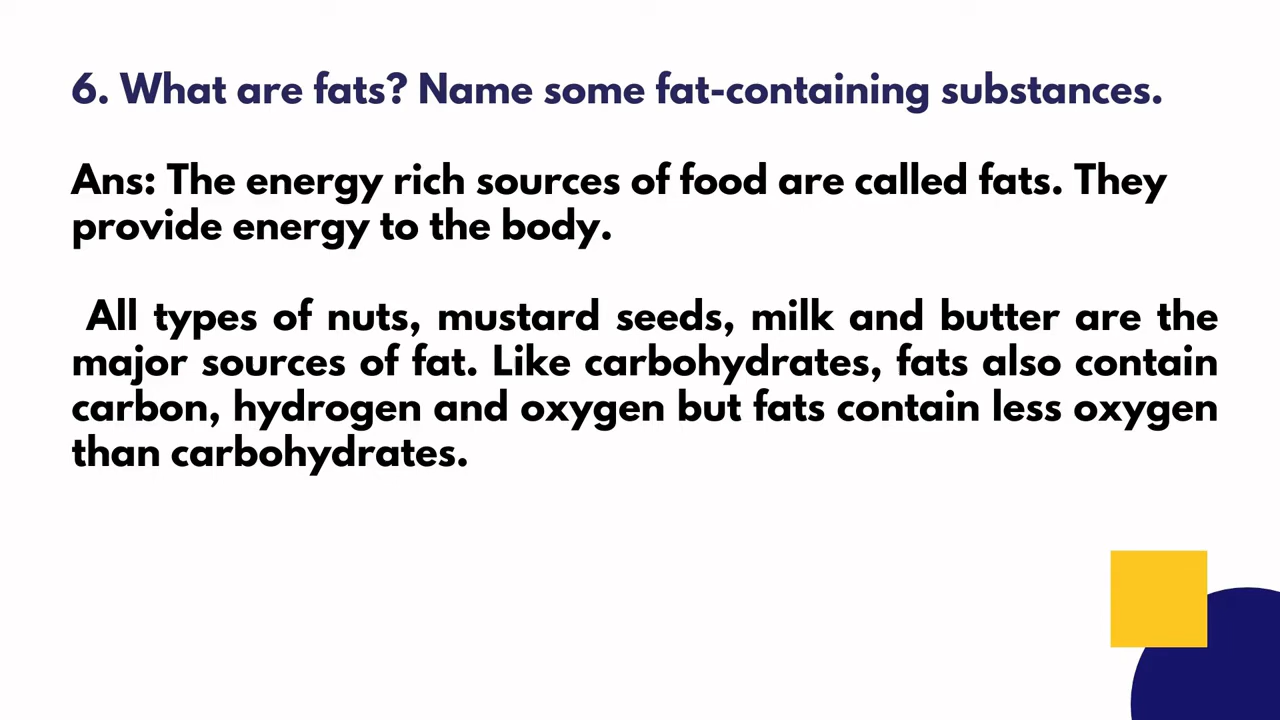 6. What are fats? Name some fat-containing substances.
Ans: The energy rich sources of food are called fats. They
provide energy to the body.
All types of nuts, mustard seeds, milk and butter are the
major sources of fat. Like carbohydrates, fats also contain
carbon, hydrogen and oxygen but fats contain less oxygen
than carbohydrates.